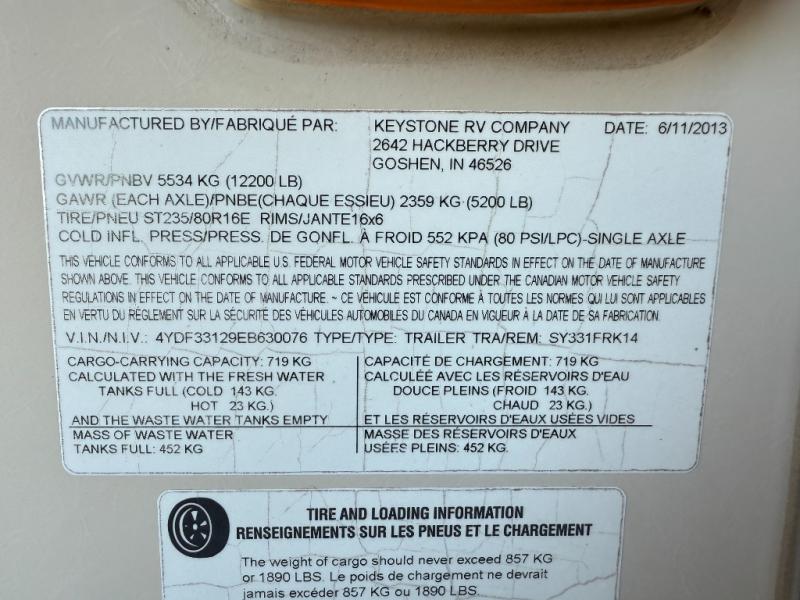 MANUFACTURED BY/FABRIQUÉ PAR: KEYSTONE RV COMPANY DATE: 6/11/2013
2642 HACKBERRY DRIVE
GOSHEN, IN 46526
GVWR/PNBV 5534 KG (12200 LB)
GAWR (EACH AXLE)/PNBE(CHAQUE ESSIEU) 2359 KG (5200 LB)
TIRE/PNEU ST235/80R16E RIMS/JANTE16x6
COLD INFL. PRESS/PRESS. DE GONFL. À FROID 552 KPA (80 PSI/LPC)-SINGLE AXLE
THIS VEHICLE CONFORMS TO ALL APPLICABLE U.S. FEDERAL MOTOR VEHICLE SAFETY STANDARDS IN EFFECT ON THE DATE OF MANUFACTURE
SHOWN ABOVE. THIS VEHICLE CONFORMS TO ALL APPLICABLE STANDARDS PRESCRIBED UNDER THE CANADIAN MOTOR VEHICLE SAFETY
REGULATIONS IN EFFECT ON THE DATE OF MANUFACTURE. ~ CE VÉHICULE EST CONFORME À TOUTES LES NORMES QUI LUI SONT APPLICABLES
EN VERTU DU RÉGLEMENT SUR LA SÉCURITÉ DES VÉHICULES AUTOMOBILES DU CANADA EN VIGUEUR À LA DATE DE SA FABRICATION.
V.I.N./N.I.V.: 4YDF33129EB630076 TYPE/TYPE: TRAILER TRA/REM: SY331FRK14
CARGO-CARRYING CAPACITY: 719 KG
CALCULATED WITH THE FRESH WATER
TANKS FULL (COLD 143 KG.
HOT 23 KG.)
AND THE WASTE WATER TANKS EMPTY
MASS OF WASTE WATER
TANKS FULL: 452 KG
CAPACITÉ DE CHARGEMENT: 719 KG
CALCULÉE AVEC LES RÉSERVOIRS D'EAU
DOUCE PLEINS (FROID 143 KG.
CHAUD 23 KG.)
ET LES RÉSERVOIRS D'EAUX USÉES VIDES
MASSE DES RÉSERVOIRS D'EAUX
USÉES PLEINS: 452 KG.
TIRE AND LOADING INFORMATION
RENSEIGNEMENTS SUR LES PNEUS ET LE CHARGEMENT
The weight of cargo should never exceed 857 KG
or 1890 LBS. Le poids de chargement ne devrait
jamais excéder 857 KG ou 1890 LBS.